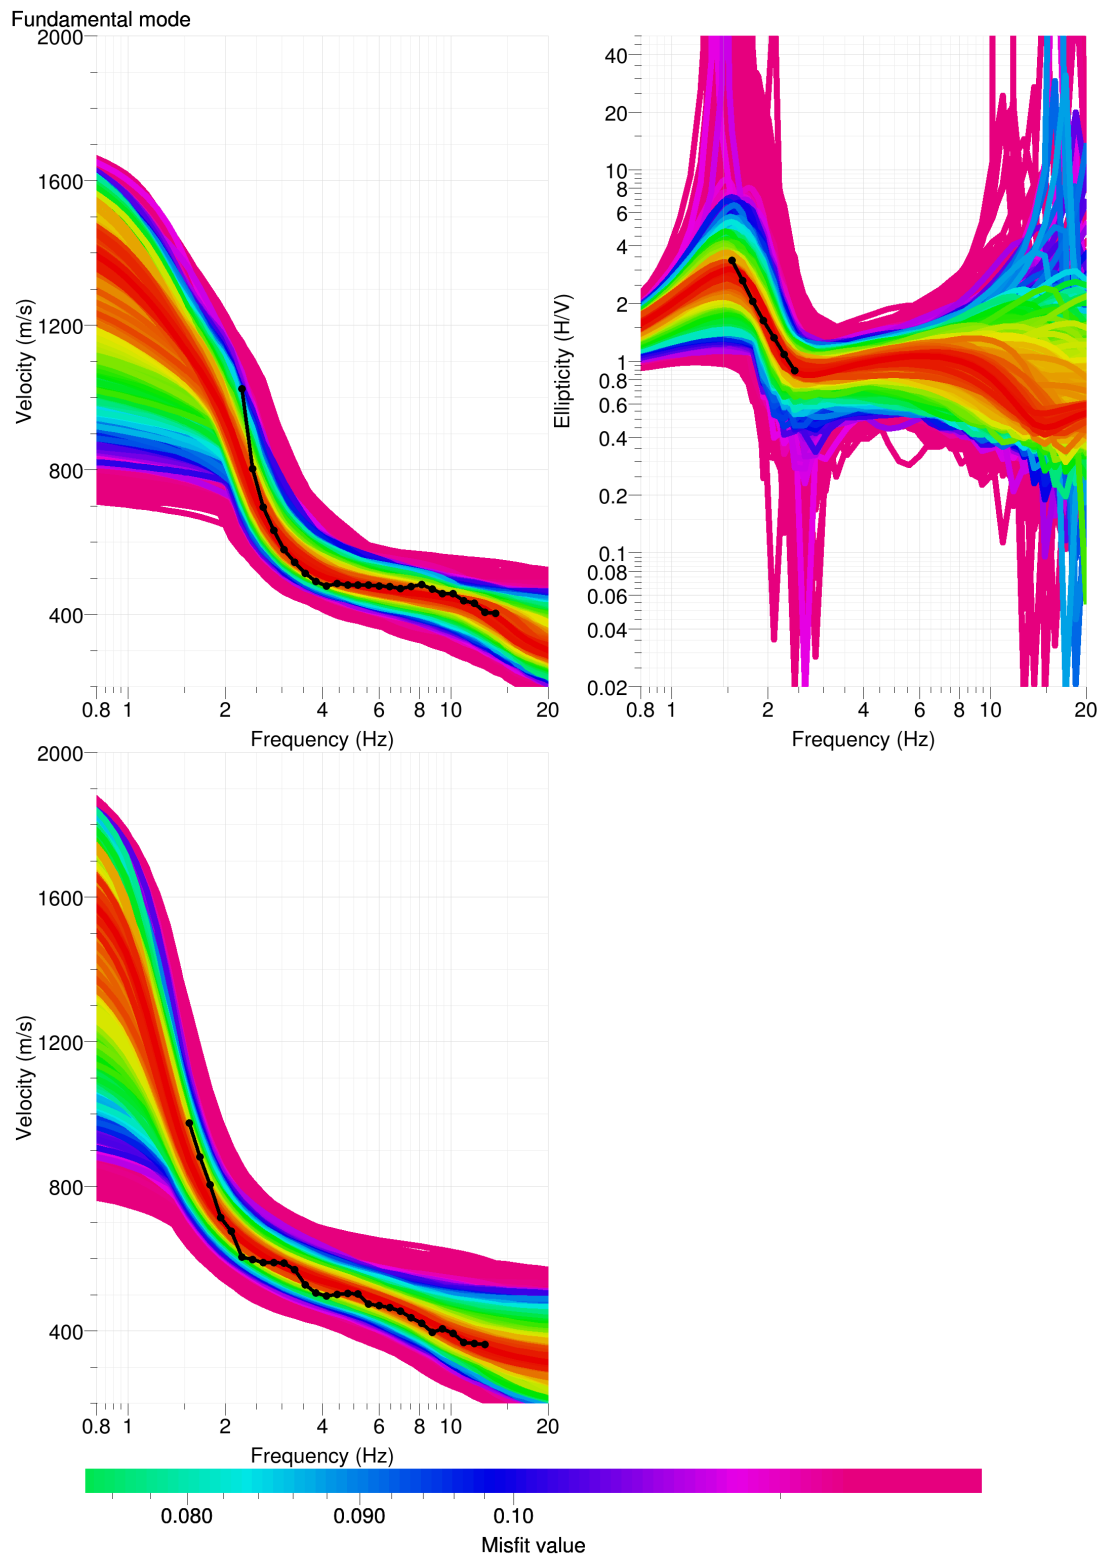 Fundamental mode
2000
1600
1200
800
400
Velocity (m/s)
0.8 1 2 4 6 8 10 20
Frequency (Hz)
40
20
10
8
6
4
2
1
0.8
0.6
0.4
0.2
0.1
0.08
0.06
0.04
0.02
Ellipticity (H/V)
0.8 1 2 4 6 8 10 20
Frequency (Hz)
2000
1600
1200
800
400
Velocity (m/s)
0.8 1 2 4 6 8 10 20
Frequency (Hz)
0.080 0.090 0.10
Misfit value